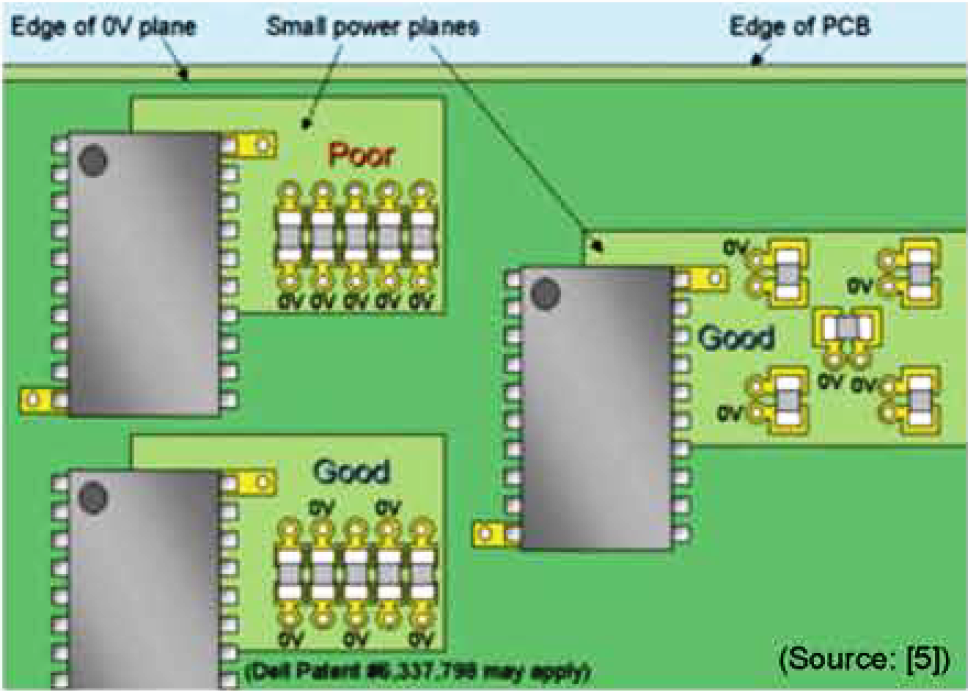 Edge of 0V plane
Small power planes
Edge of PCB
Poor
0V 0V 0V 0V 0V
0V
0V
Good
0V 0V
0V
0V
Good
0V 0V
0V 0V 0V
(Dell Patent #6,337,798 may apply)
(Source: [5])